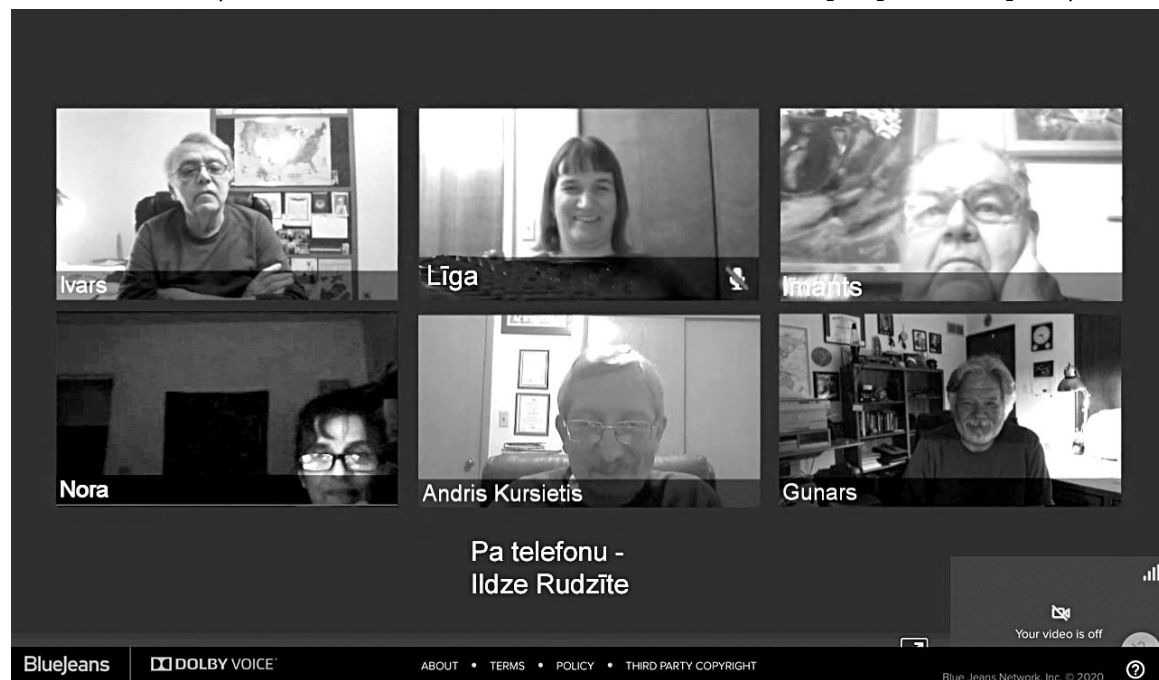 Ivars
Līga
Imants
Nora
Andris Kursietis
Gunars
Pa telefonu -
Ildze Rudzīte
Your video is off
BlueJeans
DOLBY VOICE
ABOUT • TERMS • POLICY • THIRD PARTY COPYRIGHT
Blue Jeans Network, Inc. © 2020